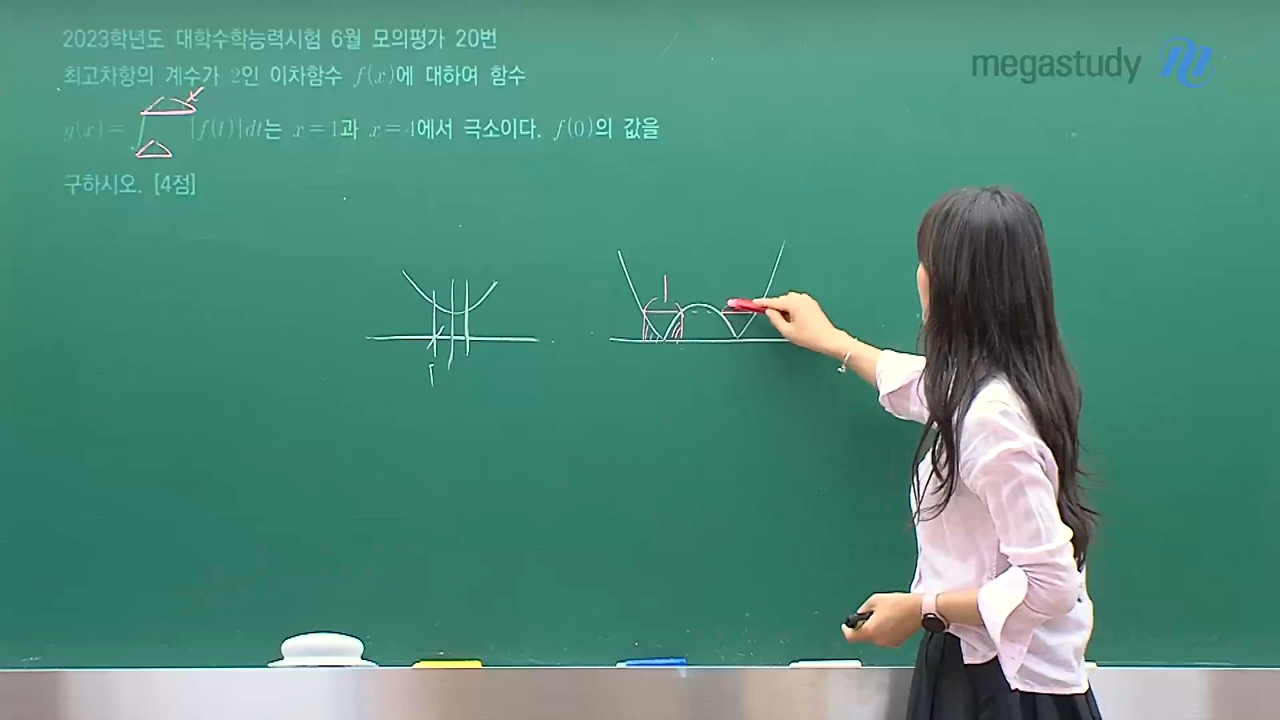 2023학년도 대학수학능력시험 6월 모의평가 20번
megastudy
최고차항의 계수가 2인 이차함수 f(x)에 대하여 함수
g(x)=∫|f(t)|dt는 x=1과 x=4에서 극소이다. f(0)의 값을
구하시오. [4점]